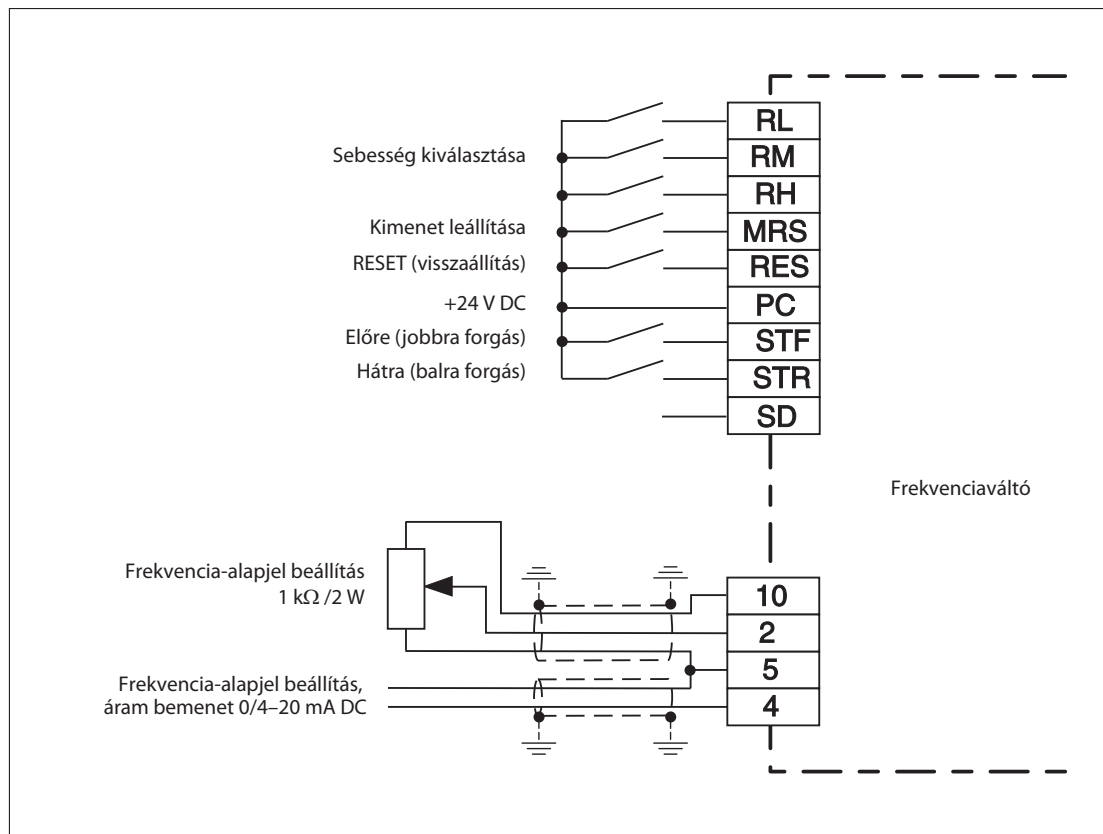 RL
Sebesség kiválasztása RM
RH
Kimenet leállítása MRS
RESET (visszaállítás) RES
+24 V DC PC
Előre (jobbra forgás) STF
Hátra (balra forgás) STR
SD
Frekvenciaváltó
Frekvencia-alapjel beállítás
1 kΩ /2 W
10
2
5
4
Frekvencia-alapjel beállítás,
áram bemenet 0/4–20 mA DC